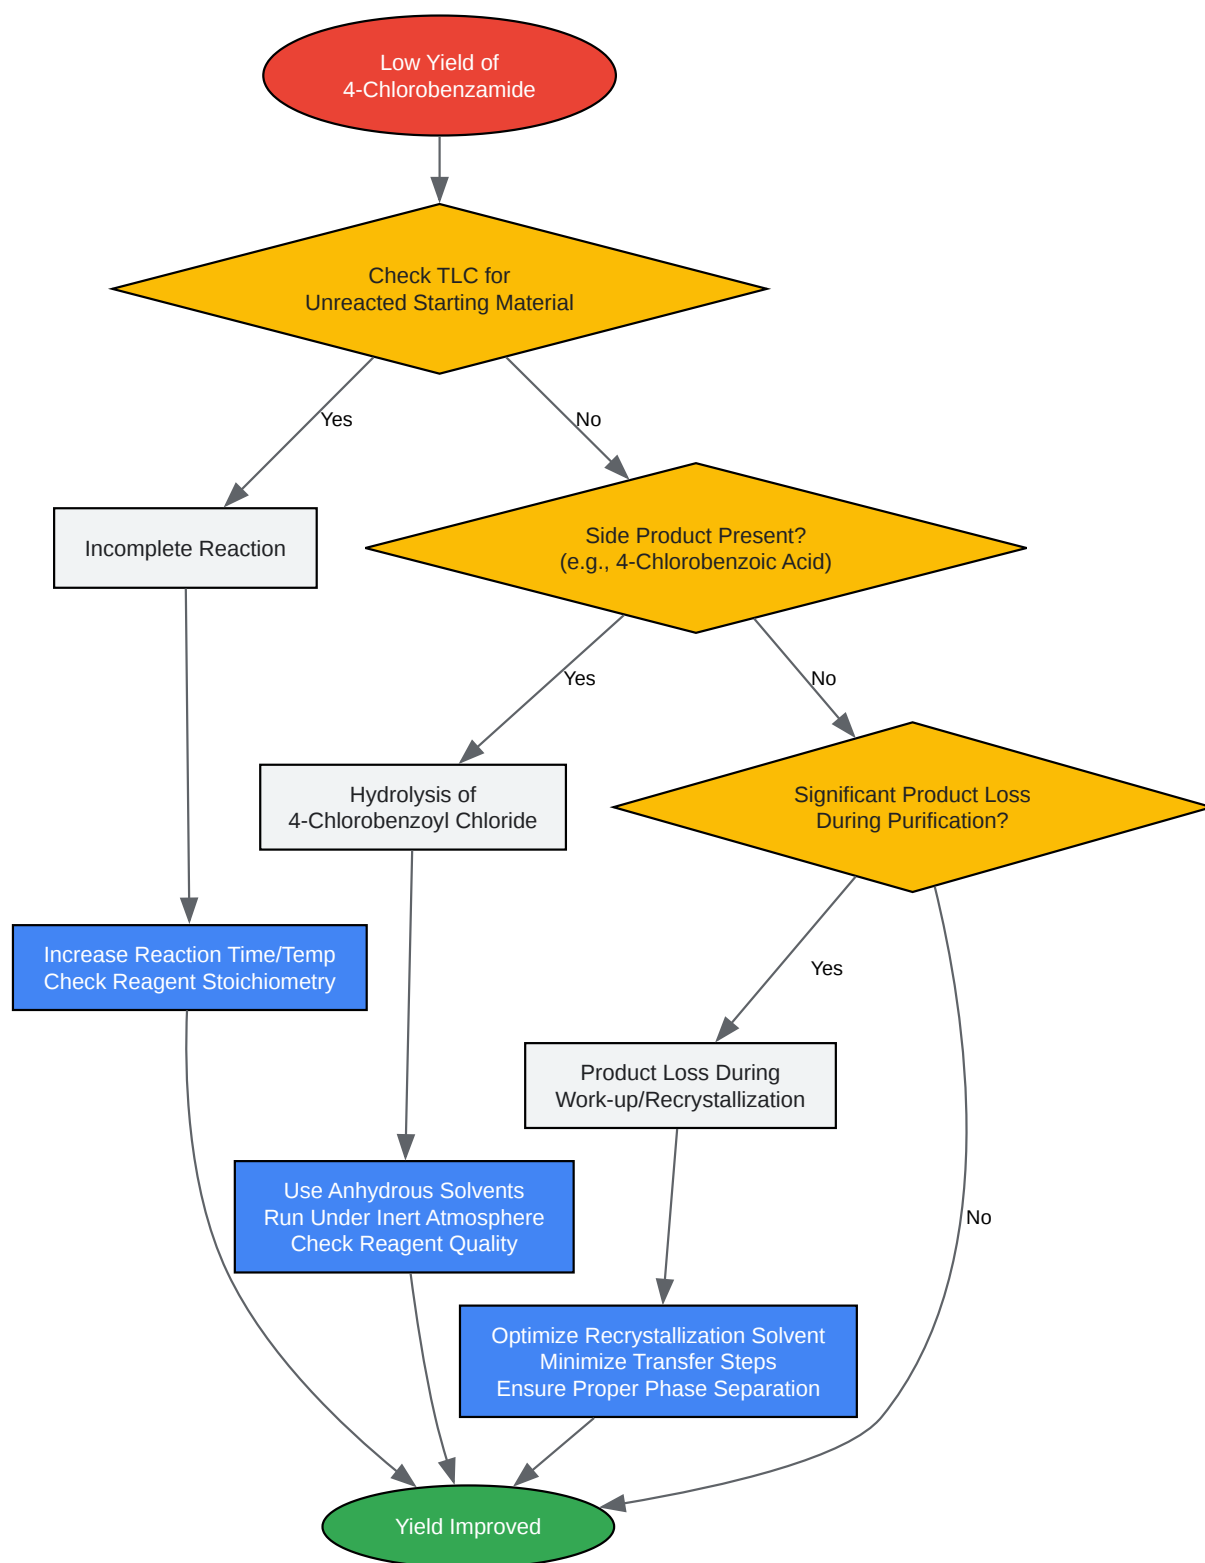 Low Yield of
4-Chlorobenzamide
Check TLC for
Unreacted Starting Material
Yes
No
Side Product Present?
(e.g., 4-Chlorobenzoic Acid)
Incomplete Reaction
Yes
No
Hydrolysis of
4-Chlorobenzoyl Chloride
Significant Product Loss
During Purification?
Increase Reaction Time/Temp
Check Reagent Stoichiometry
Yes
Product Loss During
Work-up/Recrystallization
Use Anhydrous Solvents
Run Under Inert Atmosphere
Check Reagent Quality
No
Optimize Recrystallization Solvent
Minimize Transfer Steps
Ensure Proper Phase Separation
Yield Improved